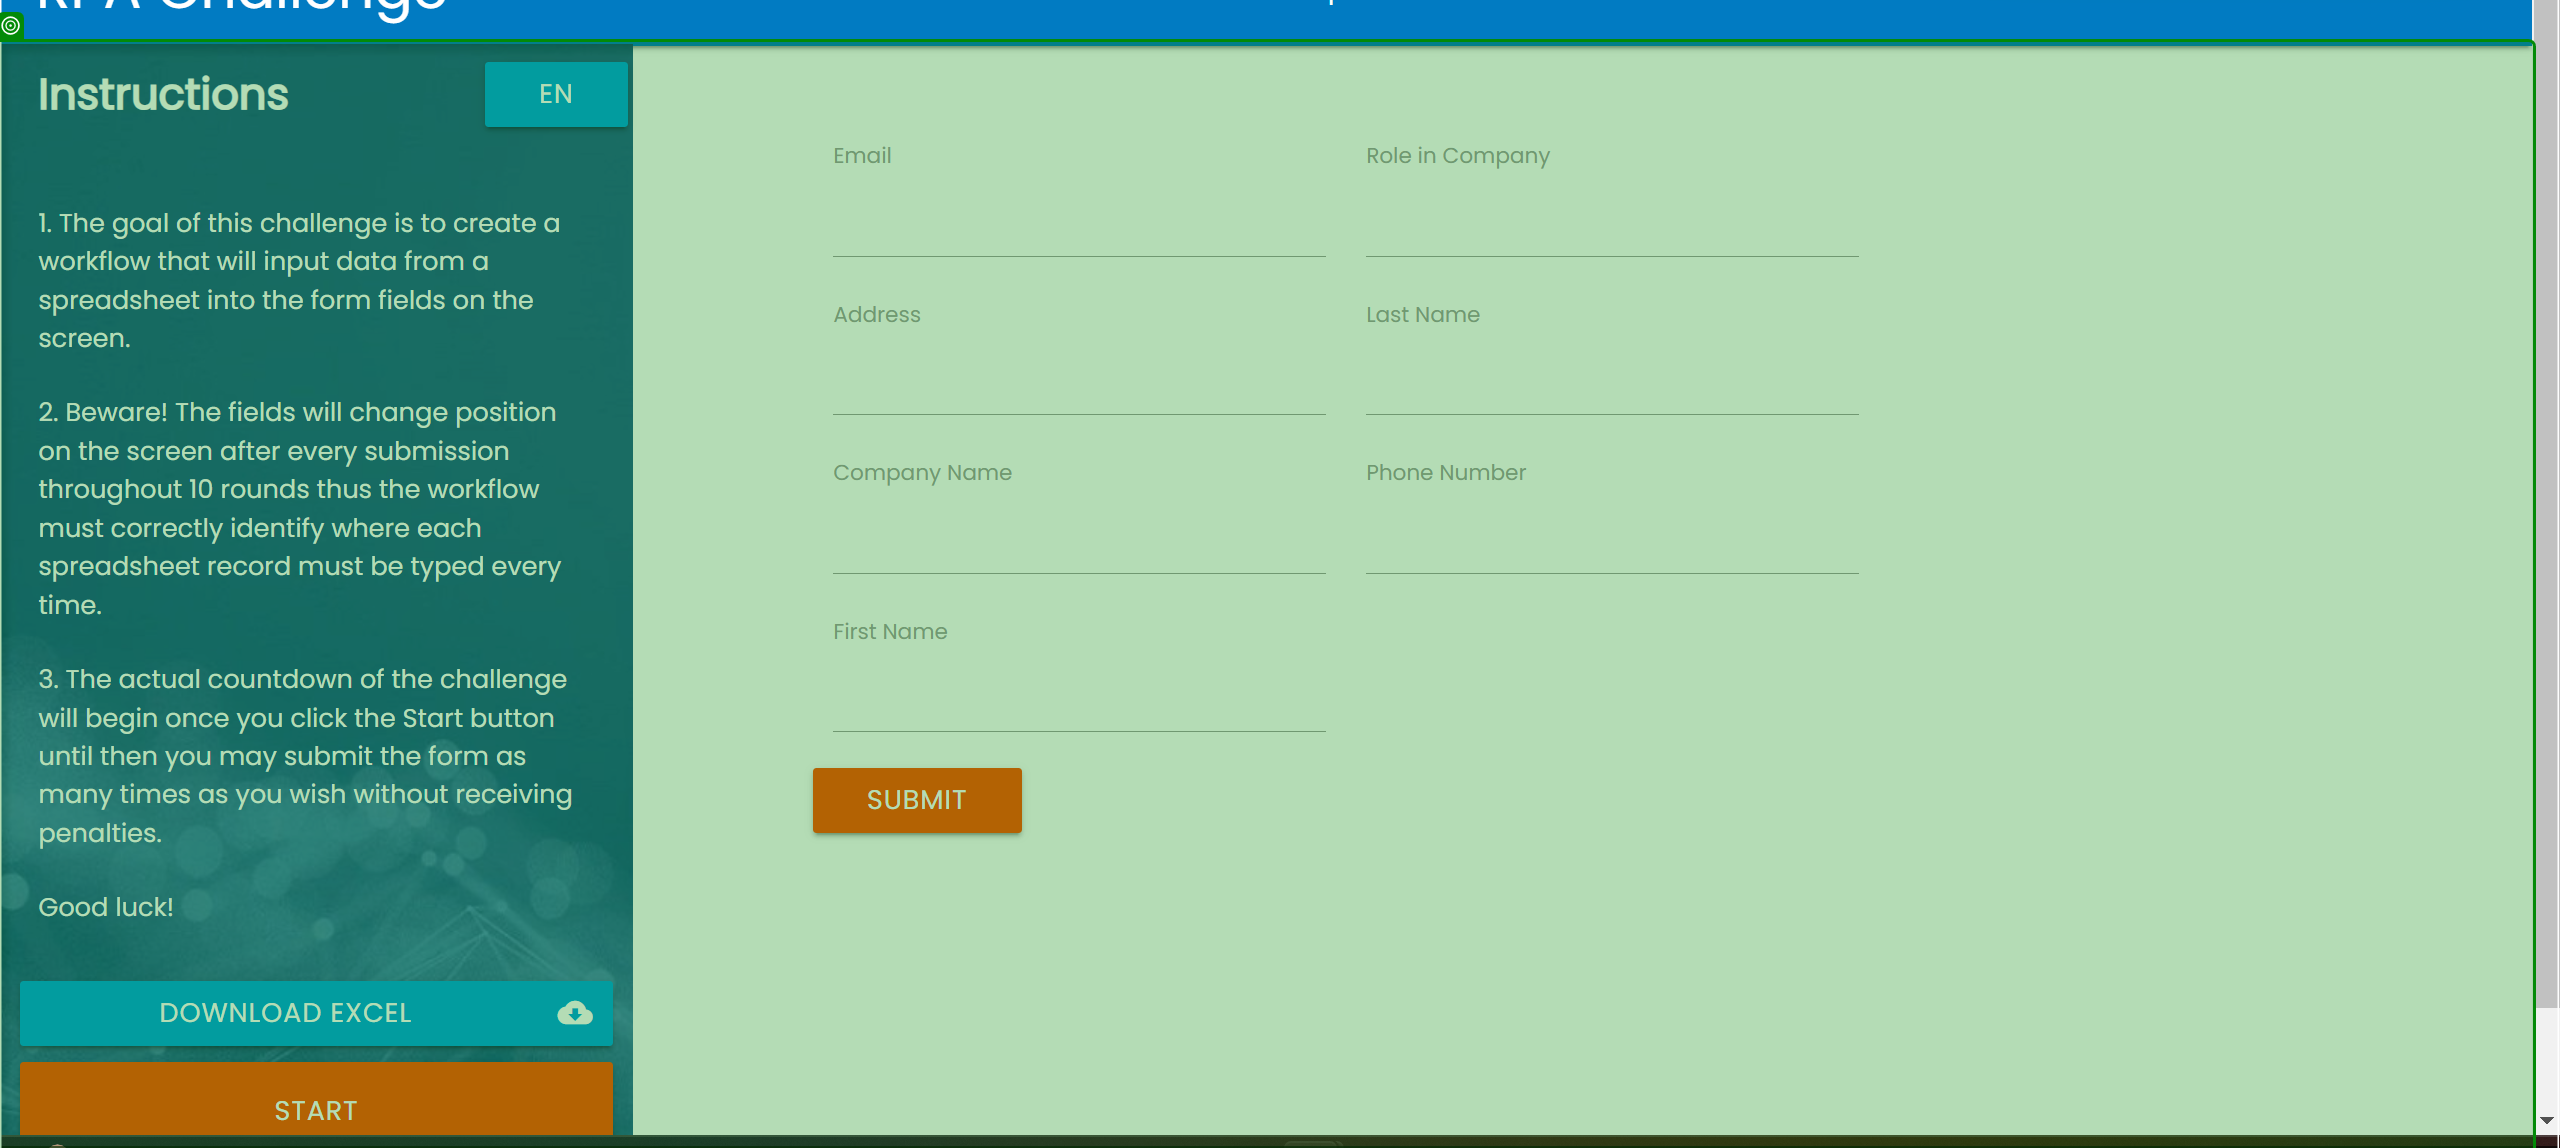 RPA Challenge
Instructions
EN
1. The goal of this challenge is to create a
workflow that will input data from a
spreadsheet into the form fields on the
screen.
2. Beware! The fields will change position
on the screen after every submission
throughout 10 rounds thus the workflow
must correctly identify where each
spreadsheet record must be typed every
time.
3. The actual countdown of the challenge
will begin once you click the Start button
until then you may submit the form as
many times as you wish without receiving
penalties.
Good luck!
DOWNLOAD EXCEL
START
Email
Role in Company
Address
Last Name
Company Name
Phone Number
First Name
SUBMIT